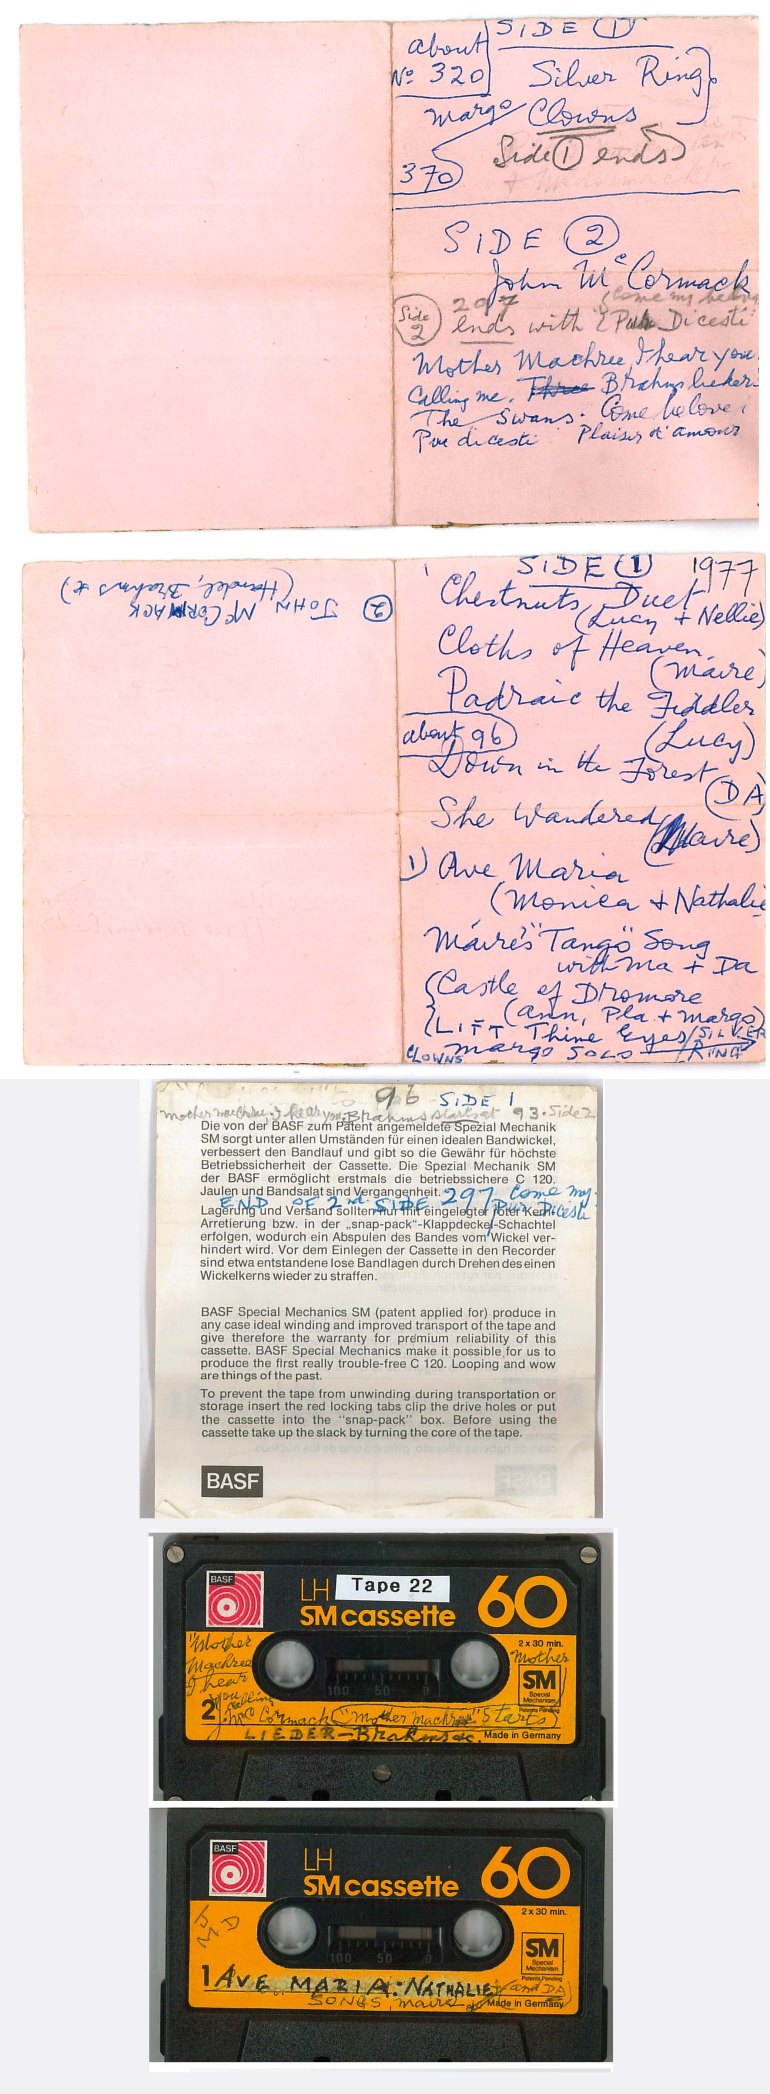 SIDE 1
about
No 320
Silver Ring
margo Clowns
Side 1 ends
370
SIDE 2
John McCormack
Side 2
297
Come my
ends with Pur Dicesti
Mother Machree, I hear you
Calling me. Three Brahms lieder
The Swans. Come beloved
Pur dicesti Plaisir d'amour
2 JOHN McCORMACK
(Handel, Brahms &)
SIDE 1 1977
Chestnuts Duet
(Lucy + Nellie)
Cloths of Heaven
(Máire)
Padraic the Fiddler
(Lucy)
about 96
Down in the Forest
(DA)
She Wandered
(Maire)
1) Ave Maria
(Monica + Nathalie
Máire's "Tango" Song
with Ma + Da
Castle of Dromore
(ann, Pla + margo)
LIFT Thine Eyes/SILVER
CLOWNS margo SOLO RING
96 SIDE 1
mother machree, I hear you, Brahms starts at 93. Side 2
Die von der BASF zum Patent angemeldete Spezial Mechanik
SM sorgt unter allen Umständen für einen idealen Bandwickel,
verbessert den Bandlauf und gibt so die Gewähr für höchste
Betriebssicherheit der Cassette. Die Spezial Mechanik SM
der BASF ermöglicht erstmals die betriebssichere C 120.
Jaulen und Bandsalat sind Vergangenheit.
END OF 2nd SIDE 297 Come my
Pur Dicesti
Lagerung und Versand sollten nur mit eingelegter roter Kern-
Arretierung bzw. in der „snap-pack"-Klappdeckel-Schachtel
erfolgen, wodurch ein Abspulen des Bandes vom Wickel ver-
hindert wird. Vor dem Einlegen der Cassette in den Recorder
sind etwa entstandene lose Bandlagen durch Drehen des einen
Wickelkerns wieder zu straffen.
BASF Special Mechanics SM (patent applied for) produce in
any case ideal winding and improved transport of the tape and
give therefore the warranty for premium reliability of this
cassette. BASF Special Mechanics make it possible for us to
produce the first really trouble-free C 120. Looping and wow
are things of the past.
To prevent the tape from unwinding during transportation or
storage insert the red locking tabs clip the drive holes or put
the cassette into the "snap-pack" box. Before using the
cassette take up the slack by turning the core of the tape.
BASF
BASF
LH Tape 22
SM cassette 60
2 x 30 min.
"Mother
Machree
I hear
you
calling
Mother
SM
Special
Mechanism
Patents Pending
100 50 0
2 J. McCormack "Mother machree" Starts
LIEDER - Brahms &c.
Made in Germany
BASF
LH
SM cassette 60
2 x 30 min.
J
M D
SM
Special
Mechanism
Patents Pending
100 50 0
1 AVE MARIA: NATHALIE (and DA)
SONGS, maire
Made in Germany